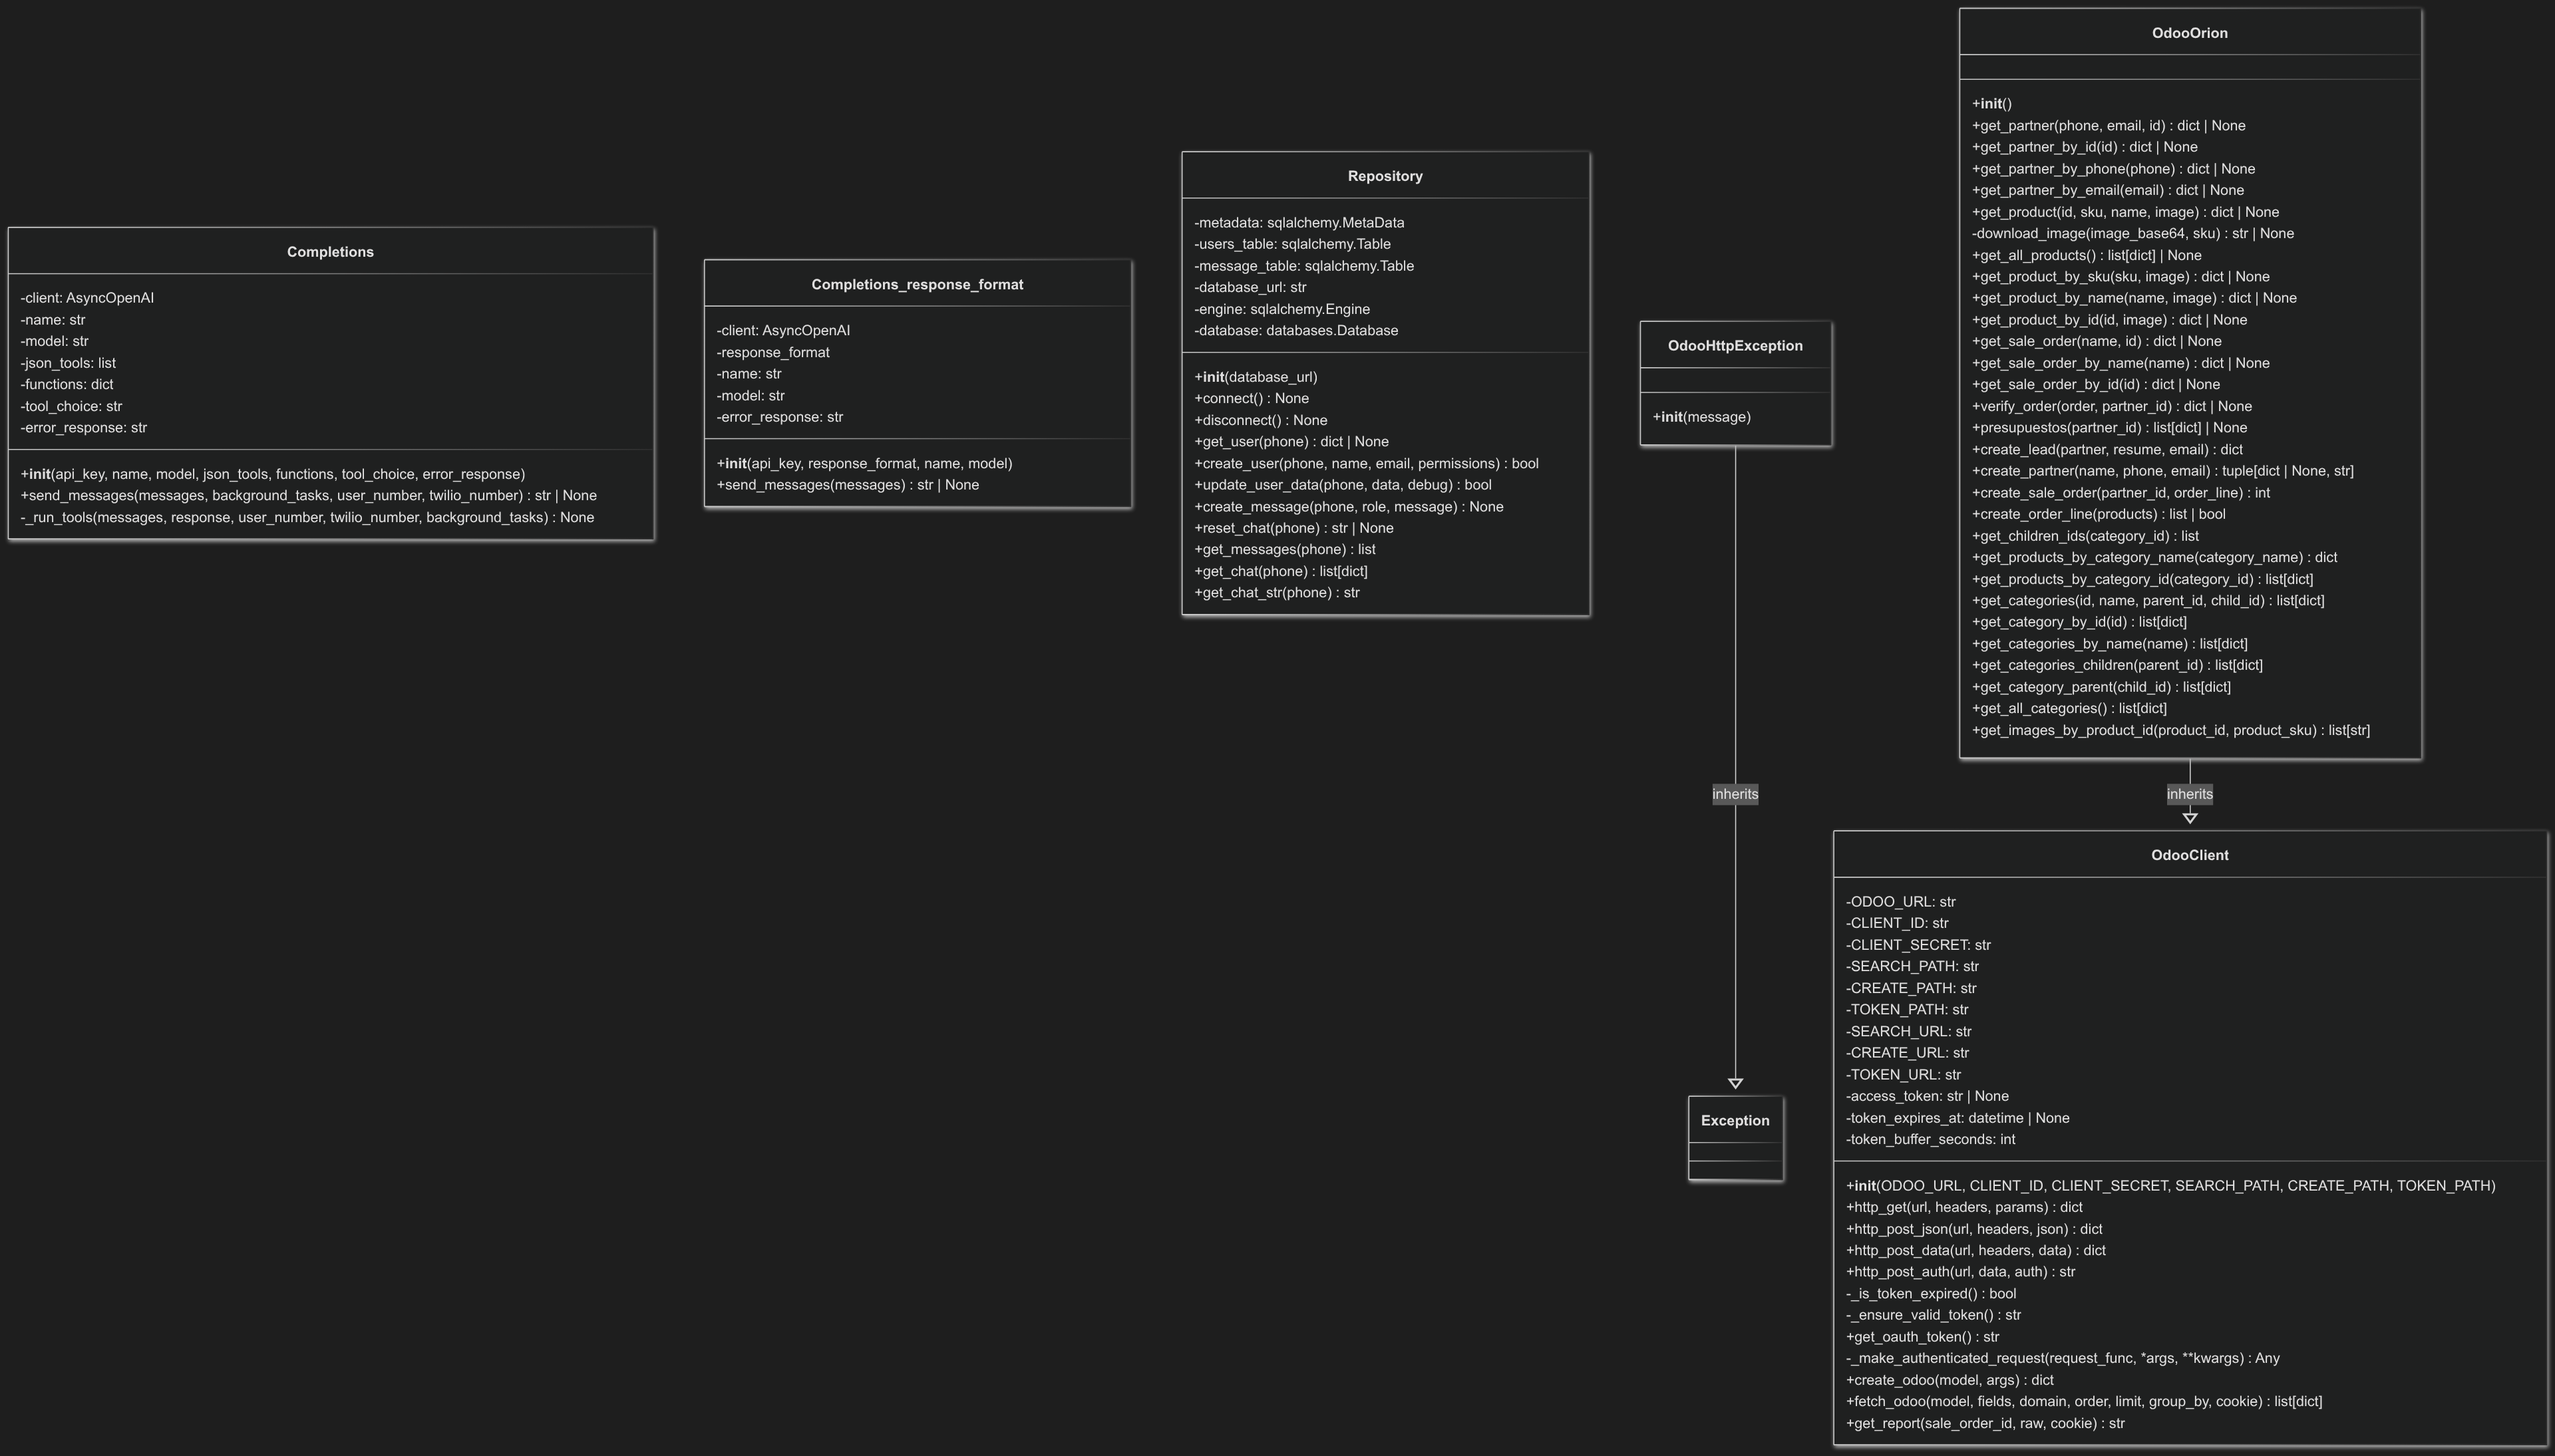 Completions
-client: AsyncOpenAI
-name: str
-model: str
-json_tools: list
-functions: dict
-tool_choice: str
-error_response: str
+init(api_key, name, model, json_tools, functions, tool_choice, error_response)
+send_messages(messages, background_tasks, user_number, twilio_number) : str | None
-_run_tools(messages, response, user_number, twilio_number, background_tasks) : None
Completions_response_format
-client: AsyncOpenAI
-response_format
-name: str
-model: str
-error_response: str
+init(api_key, response_format, name, model)
+send_messages(messages) : str | None
Repository
-metadata: sqlalchemy.MetaData
-users_table: sqlalchemy.Table
-message_table: sqlalchemy.Table
-database_url: str
-engine: sqlalchemy.Engine
-database: databases.Database
+init(database_url)
+connect() : None
+disconnect() : None
+get_user(phone) : dict | None
+create_user(phone, name, email, permissions) : bool
+update_user_data(phone, data, debug) : bool
+create_message(phone, role, message) : None
+reset_chat(phone) : str | None
+get_messages(phone) : list
+get_chat(phone) : list[dict]
+get_chat_str(phone) : str
OdooHttpException
+init(message)
inherits
Exception
OdooOrion
+init()
+get_partner(phone, email, id) : dict | None
+get_partner_by_id(id) : dict | None
+get_partner_by_phone(phone) : dict | None
+get_partner_by_email(email) : dict | None
+get_product(id, sku, name, image) : dict | None
-download_image(image_base64, sku) : str | None
+get_all_products() : list[dict] | None
+get_product_by_sku(sku, image) : dict | None
+get_product_by_name(name, image) : dict | None
+get_product_by_id(id, image) : dict | None
+get_sale_order(name, id) : dict | None
+get_sale_order_by_name(name) : dict | None
+get_sale_order_by_id(id) : dict | None
+verify_order(order, partner_id) : dict | None
+presupuestos(partner_id) : list[dict] | None
+create_lead(partner, resume, email) : dict
+create_partner(name, phone, email) : tuple[dict | None, str]
+create_sale_order(partner_id, order_line) : int
+create_order_line(products) : list | bool
+get_children_ids(category_id) : list
+get_products_by_category_name(category_name) : dict
+get_products_by_category_id(category_id) : list[dict]
+get_categories(id, name, parent_id, child_id) : list[dict]
+get_category_by_id(id) : list[dict]
+get_categories_by_name(name) : list[dict]
+get_categories_children(parent_id) : list[dict]
+get_category_parent(child_id) : list[dict]
+get_all_categories() : list[dict]
+get_images_by_product_id(product_id, product_sku) : list[str]
inherits
OdooClient
-ODOO_URL: str
-CLIENT_ID: str
-CLIENT_SECRET: str
-SEARCH_PATH: str
-CREATE_PATH: str
-TOKEN_PATH: str
-SEARCH_URL: str
-CREATE_URL: str
-TOKEN_URL: str
-access_token: str | None
-token_expires_at: datetime | None
-token_buffer_seconds: int
+init(ODOO_URL, CLIENT_ID, CLIENT_SECRET, SEARCH_PATH, CREATE_PATH, TOKEN_PATH)
+http_get(url, headers, params) : dict
+http_post_json(url, headers, json) : dict
+http_post_data(url, headers, data) : dict
+http_post_auth(url, data, auth) : str
-_is_token_expired() : bool
-_ensure_valid_token() : str
+get_oauth_token() : str
-_make_authenticated_request(request_func, *args, **kwargs) : Any
+create_odoo(model, args) : dict
+fetch_odoo(model, fields, domain, order, limit, group_by, cookie) : list[dict]
+get_report(sale_order_id, raw, cookie) : str